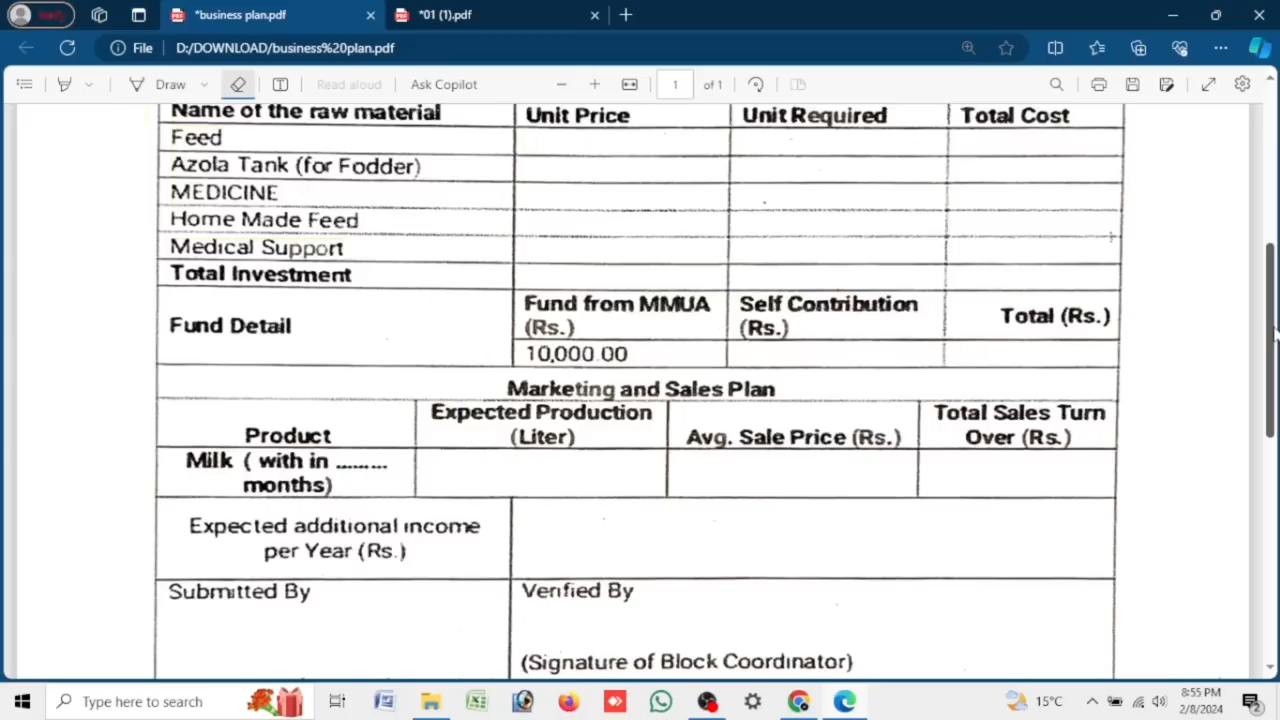 *business plan.pdf
*01 (1).pdf
File
D:/DOWNLOAD/business%20plan.pdf
Draw
Read aloud
Ask Copilot
1
of 1
Name of the raw material Unit Price Unit Required Total Cost
Feed
Azola Tank (for Fodder)
MEDICINE
Home Made Feed
Medical Support
Total Investment
Fund Detail
Fund from MMUA (Rs.)
Self Contribution (Rs.)
Total (Rs.)
10,000.00
Marketing and Sales Plan
Product
Expected Production (Liter)
Avg. Sale Price (Rs.)
Total Sales Turn Over (Rs.)
Milk ( with in .........
months)
Expected additional income
per Year (Rs.)
Submitted By
Verified By
(Signature of Block Coordinator)
Type here to search
15°C
8:55 PM
2/8/2024
2